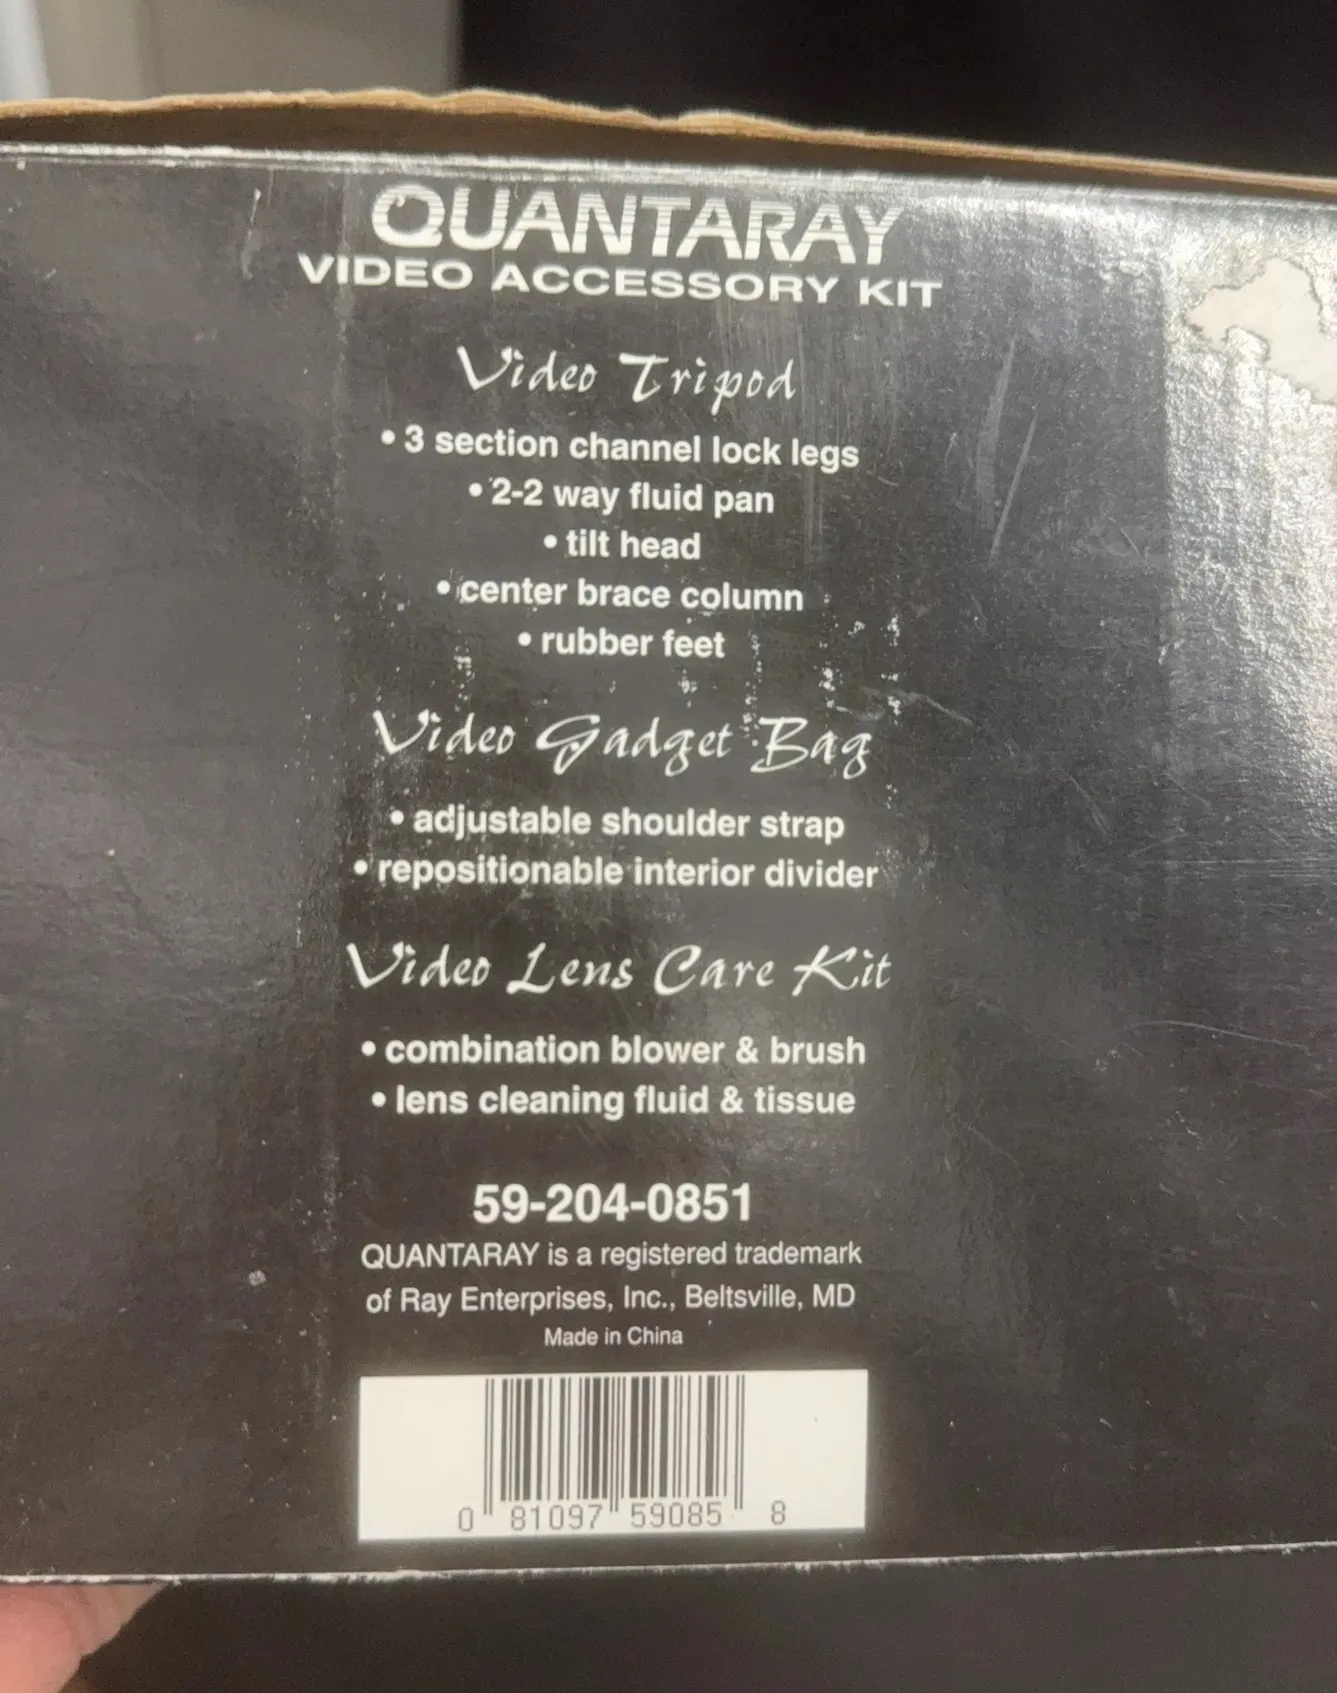 QUANTARAY
VIDEO ACCESSORY KIT
Video Tripod
• 3 section channel lock legs
• 2-2 way fluid pan
• tilt head
• center brace column
• rubber feet
Video Gadget Bag
• adjustable shoulder strap
• repositionable interior divider
Video Lens Care Kit
• combination blower & brush
• lens cleaning fluid & tissue
59-204-0851
QUANTARAY is a registered trademark
of Ray Enterprises, Inc., Beltsville, MD
Made in China
0 81097 59085 8